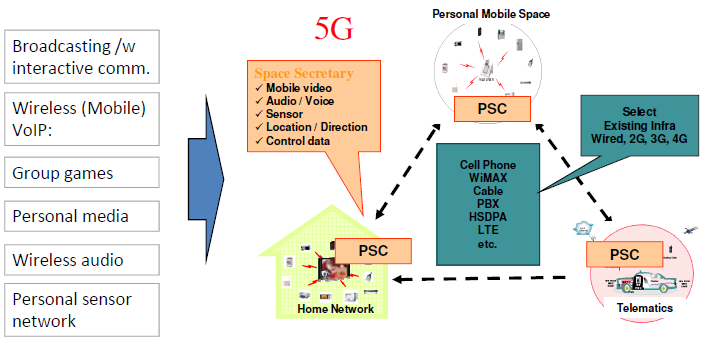 Broadcasting /w
interactive comm.
Wireless (Mobile)
VoIP:
Group games
Personal media
Wireless audio
Personal sensor
network
5G
Space Secretary
✓ Mobile video
✓ Audio / Voice
✓ Sensor
✓ Location / Direction
✓ Control data
Personal Mobile Space
PSC
Select
Existing Infra
Wired, 2G, 3G, 4G
Cell Phone
WiMAX
Cable
PBX
HSDPA
LTE
etc.
PSC
Home Network
PSC
Telematics